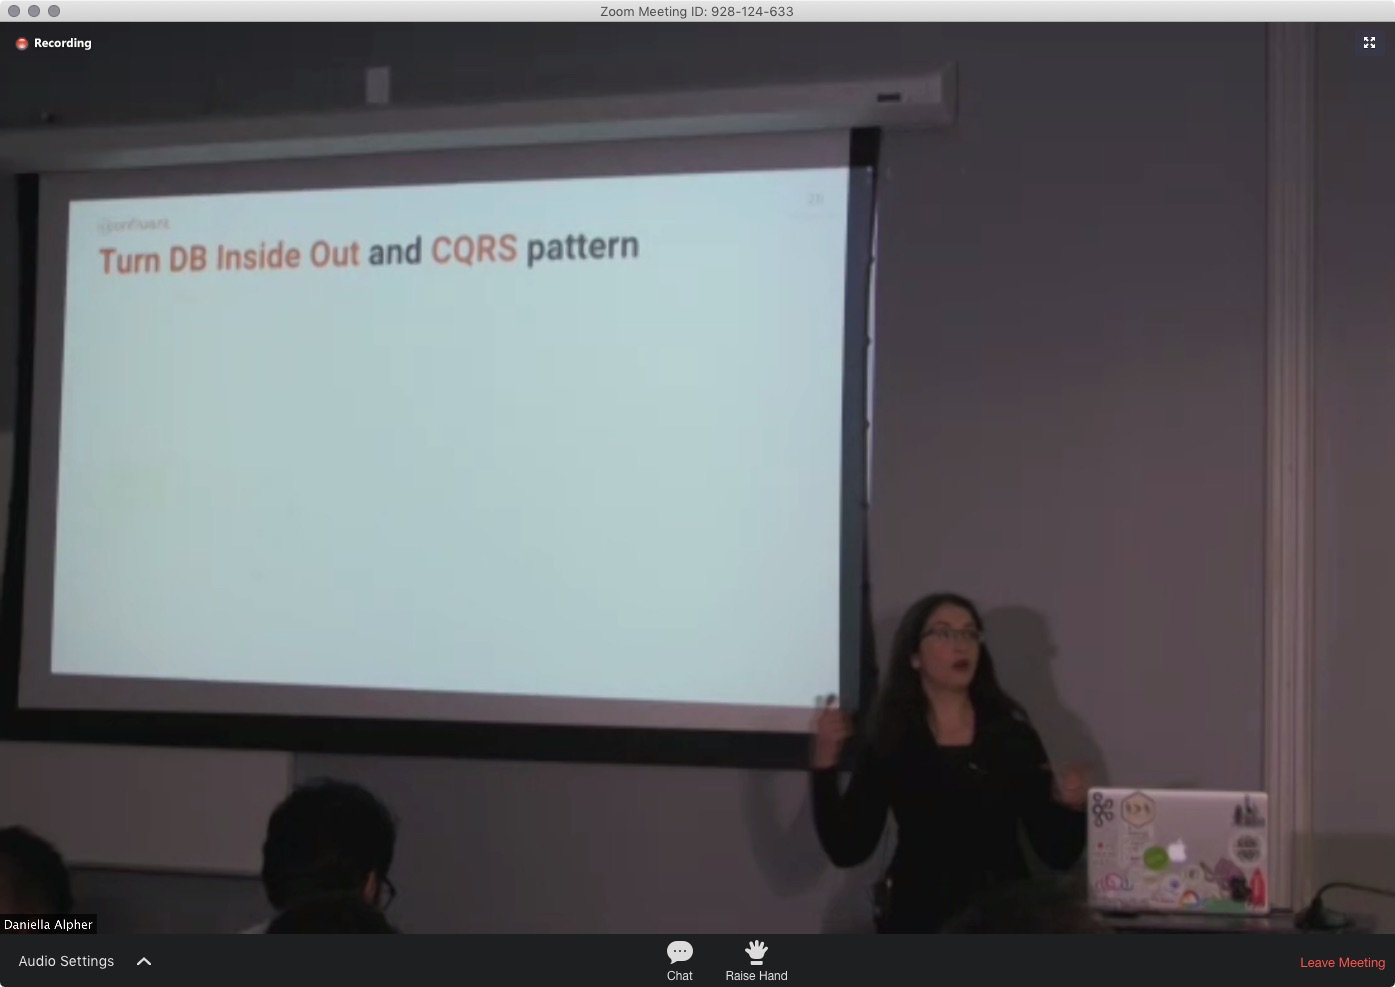 Zoom Meeting ID: 928-124-633
Recording
confluent
Turn DB Inside Out and CQRS pattern
Daniella Alpher
Audio Settings
Chat
Raise Hand
Leave Meeting